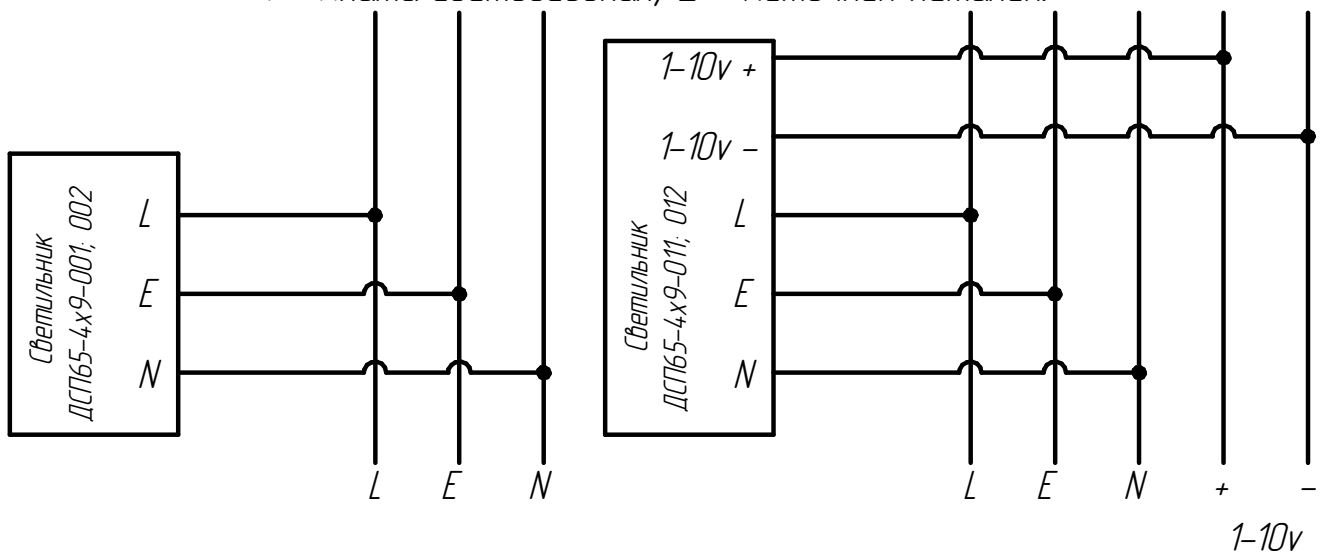 Светильник
ДСП65-4х9-001; 002
L
E
N
L E N
1-10v +
1-10v -
Светильник
ДСП65-4х9-011; 012
L
E
N
L E N + -
1-10v